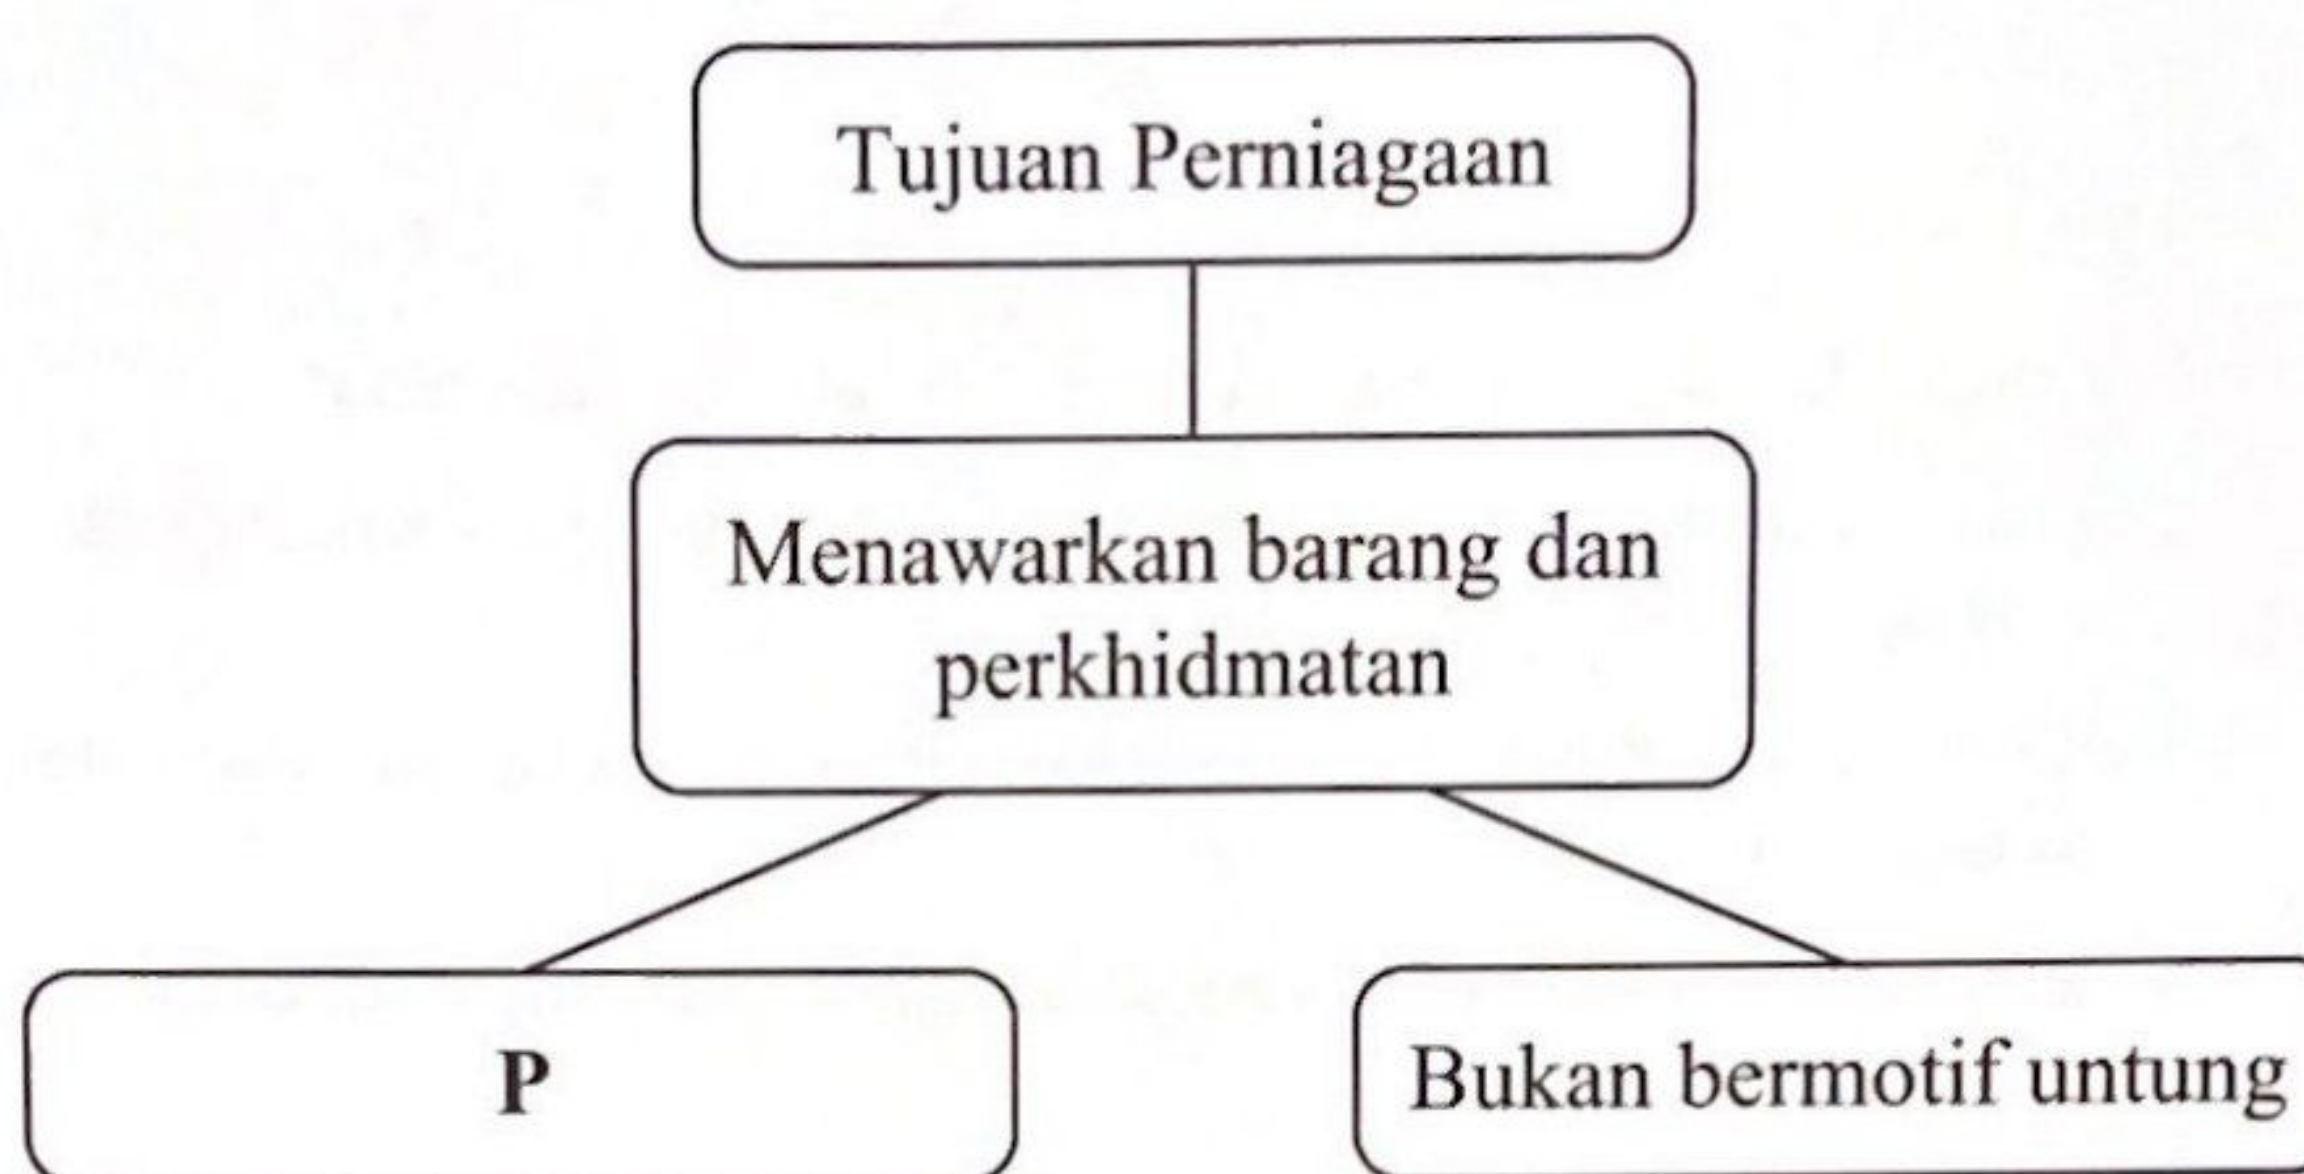 Tujuan Perniagaan
Menawarkan barang dan
perkhidmatan
P
Bukan bermotif untung